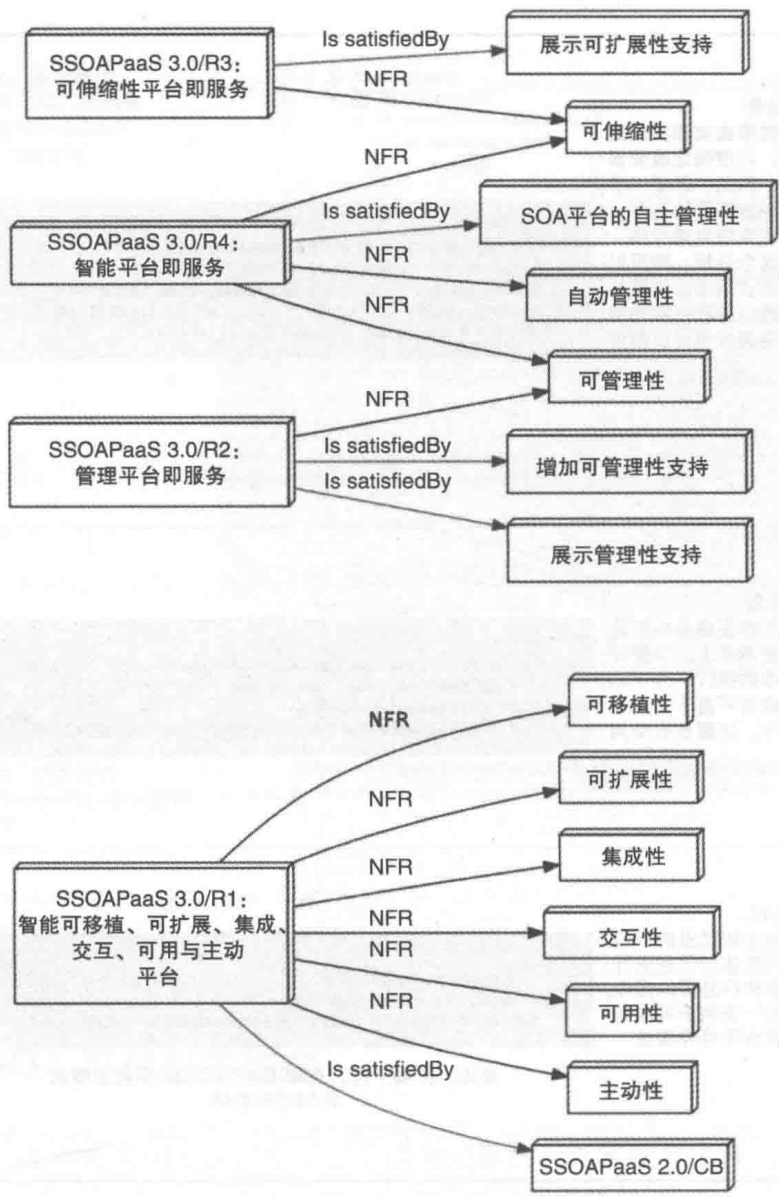 SSOAPaaS 3.0/R3:
可伸缩性平台即服务
Is satisfiedBy
展示可扩展性支持
NFR
可伸缩性
NFR
Is satisfiedBy
SOA平台的自主管理性
SSOAPaaS 3.0/R4:
智能平台即服务
NFR
自动管理性
NFR
可管理性
NFR
SSOAPaaS 3.0/R2:
管理平台即服务
Is satisfiedBy
增加可管理性支持
Is satisfiedBy
展示管理性支持
NFR
可移植性
NFR
可扩展性
NFR
集成性
SSOAPaaS 3.0/R1:
智能可移植、可扩展、集成、
交互、可用与主动
平台
NFR
交互性
NFR
可用性
NFR
主动性
Is satisfiedBy
SSOAPaaS 2.0/CB